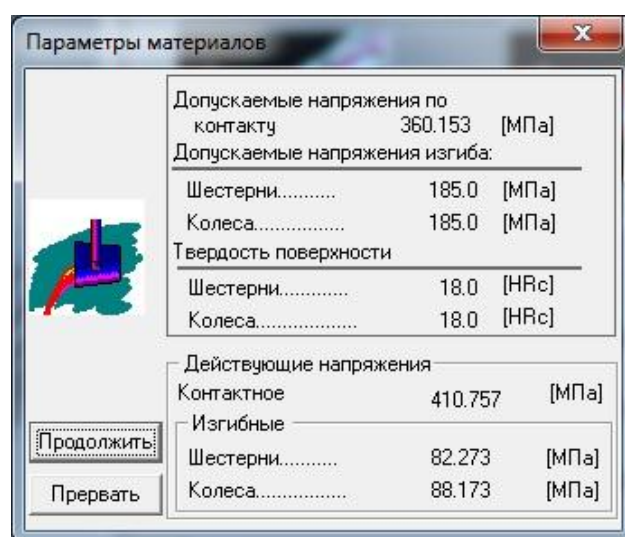 Параметры материалов
Допускаемые напряжения по
контакту 360.153 [МПа]
Допускаемые напряжения изгиба:
Шестерни........... 185.0 [МПа]
Колеса................. 185.0 [МПа]
Твердость поверхности
Шестерни............. 18.0 [HRc]
Колеса................... 18.0 [HRc]
Действующие напряжения
Контактное 410.757 [МПа]
Изгибные
Шестерни........... 82.273 [МПа]
Колеса................. 88.173 [МПа]
Продолжить
Прервать